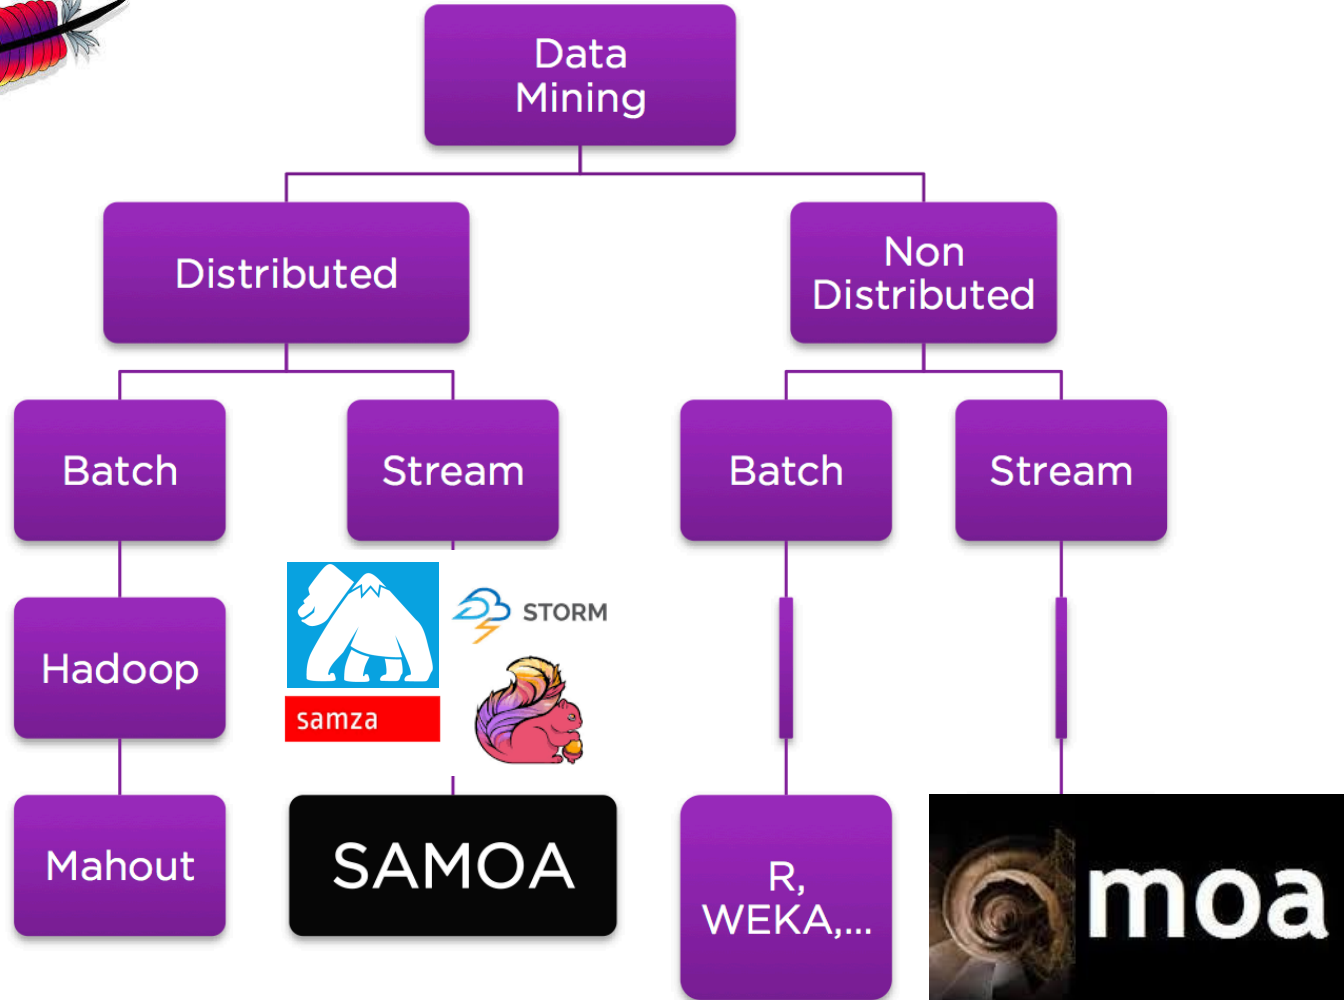 Data
Mining
Distributed
Non
Distributed
Batch
Stream
Batch
Stream
Hadoop
STORM
samza
Mahout
SAMOA
R,
WEKA,...
moa